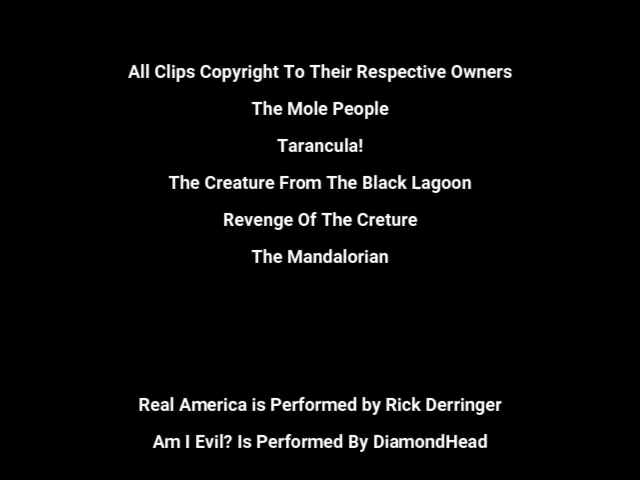 All Clips Copyright To Their Respective Owners
The Mole People
Tarancula!
The Creature From The Black Lagoon
Revenge Of The Creture
The Mandalorian
Real America is Performed by Rick Derringer
Am I Evil? Is Performed By DiamondHead